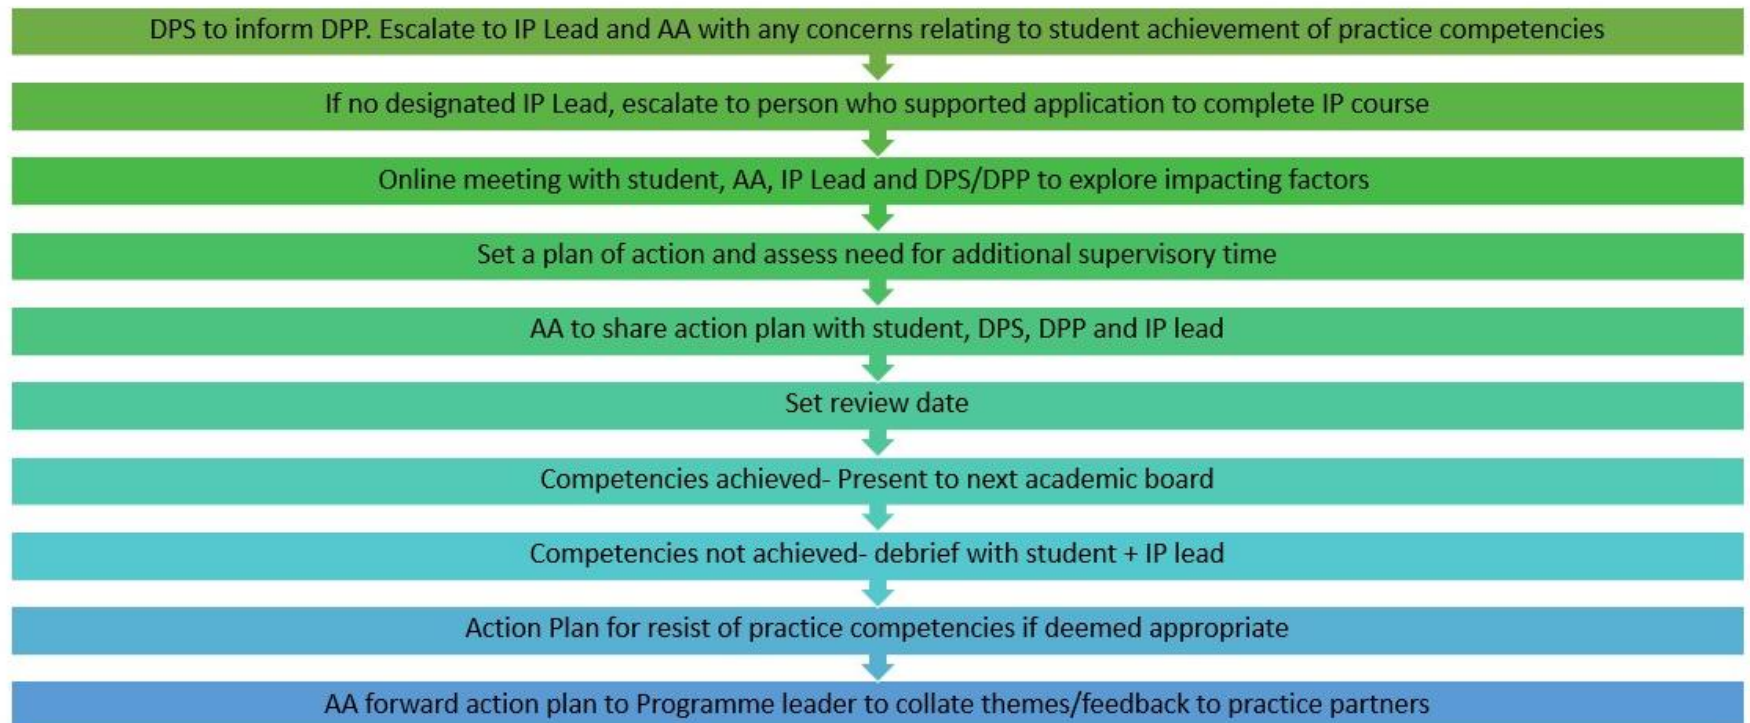 DPS to inform DPP. Escalate to IP Lead and AA with any concerns relating to student achievement of practice competencies
If no designated IP Lead, escalate to person who supported application to complete IP course
Online meeting with student, AA, IP Lead and DPS/DPP to explore impacting factors
Set a plan of action and assess need for additional supervisory time
AA to share action plan with student, DPS, DPP and IP lead
Set review date
Competencies achieved- Present to next academic board
Competencies not achieved- debrief with student + IP lead
Action Plan for resist of practice competencies if deemed appropriate
AA forward action plan to Programme leader to collate themes/feedback to practice partners